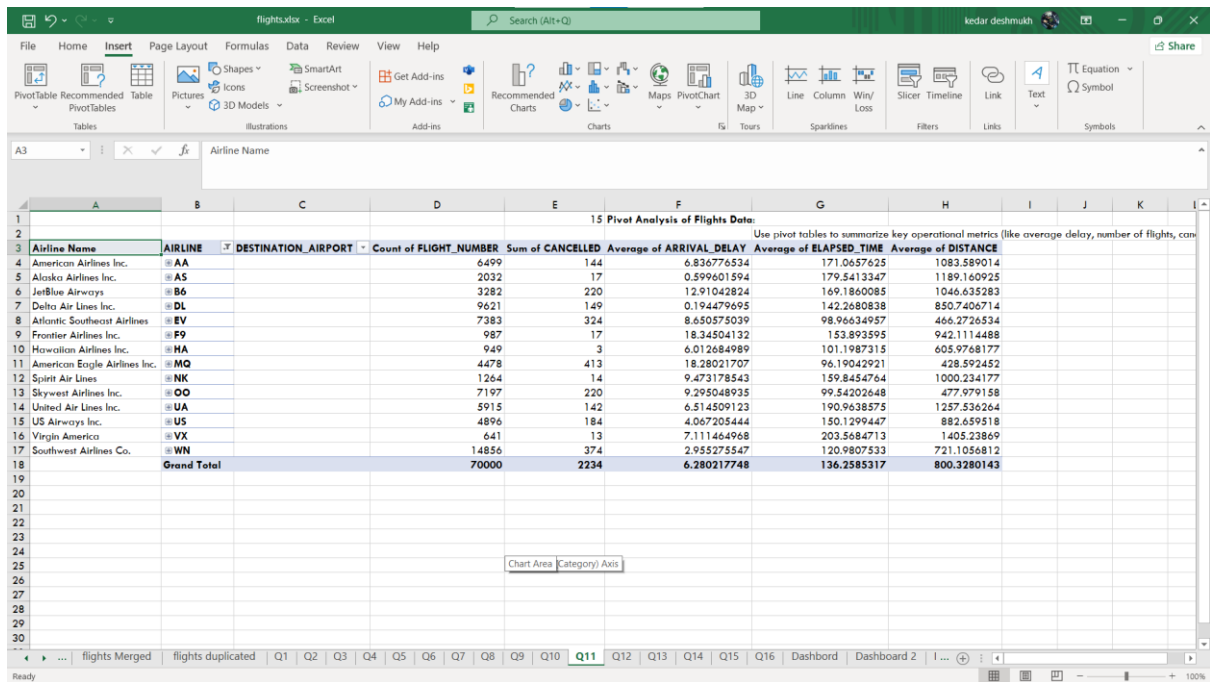 flights.xlsx - Excel
Search (Alt+Q)
kedar deshmukh
File Home Insert Page Layout Formulas Data Review View Help
Share
PivotTable Recommended PivotTables Table
Pictures Shapes Icons 3D Models SmartArt Screenshot
Get Add-ins My Add-ins
Recommended Charts Maps PivotChart 3D Map
Line Column Win/Loss Slicer Timeline Link Text Equation Symbol
Tables Illustrations Add-ins Charts Tours Sparklines Filters Links Symbols
A3 fx Airline Name
A B C D E F G H I J K L
1 15 Pivot Analysis of Flights Data:
2 Use pivot tables to summarize key operational metrics (like average delay, number of flights, can
3 Airline Name AIRLINE DESTINATION_AIRPORT Count of FLIGHT_NUMBER Sum of CANCELLED Average of ARRIVAL_DELAY Average of ELAPSED_TIME Average of DISTANCE
4 American Airlines Inc. AA 6499 144 6.836776534 171.0657625 1083.589014
5 Alaska Airlines Inc. AS 2032 17 0.599601594 179.5413347 1189.160925
6 JetBlue Airways B6 3282 220 12.91042824 169.1860085 1046.635283
7 Delta Air Lines Inc. DL 9621 149 0.194479695 142.2680838 850.7406714
8 Atlantic Southeast Airlines EV 7383 324 8.650575039 98.96634957 466.2726534
9 Frontier Airlines Inc. F9 987 17 18.34504132 153.893595 942.1114488
10 Hawaiian Airlines Inc. HA 949 3 6.012684989 101.1987315 605.9768177
11 American Eagle Airlines Inc. MQ 4478 413 18.28021707 96.19042921 428.592452
12 Spirit Air Lines NK 1264 14 9.473178543 159.8454764 1000.234177
13 Skywest Airlines Inc. OO 7197 220 9.295048935 99.54202648 477.979158
14 United Air Lines Inc. UA 5915 142 6.514509123 190.9638575 1257.536264
15 US Airways Inc. US 4896 184 4.067205444 150.1299447 882.659518
16 Virgin America VX 641 13 7.111464968 203.5684713 1405.23869
17 Southwest Airlines Co. WN 14856 374 2.955275547 120.9807533 721.1056812
18 Grand Total 70000 2234 6.280217748 136.2585317 800.3280143
19
20
21
22
23
24
25 Chart Area Category) Axis
26
27
28
29
30
... flights Merged flights duplicated Q1 Q2 Q3 Q4 Q5 Q6 Q7 Q8 Q9 Q10 Q11 Q12 Q13 Q14 Q15 Q16 Dashbord Dashboard 2 I ...
Ready 100%